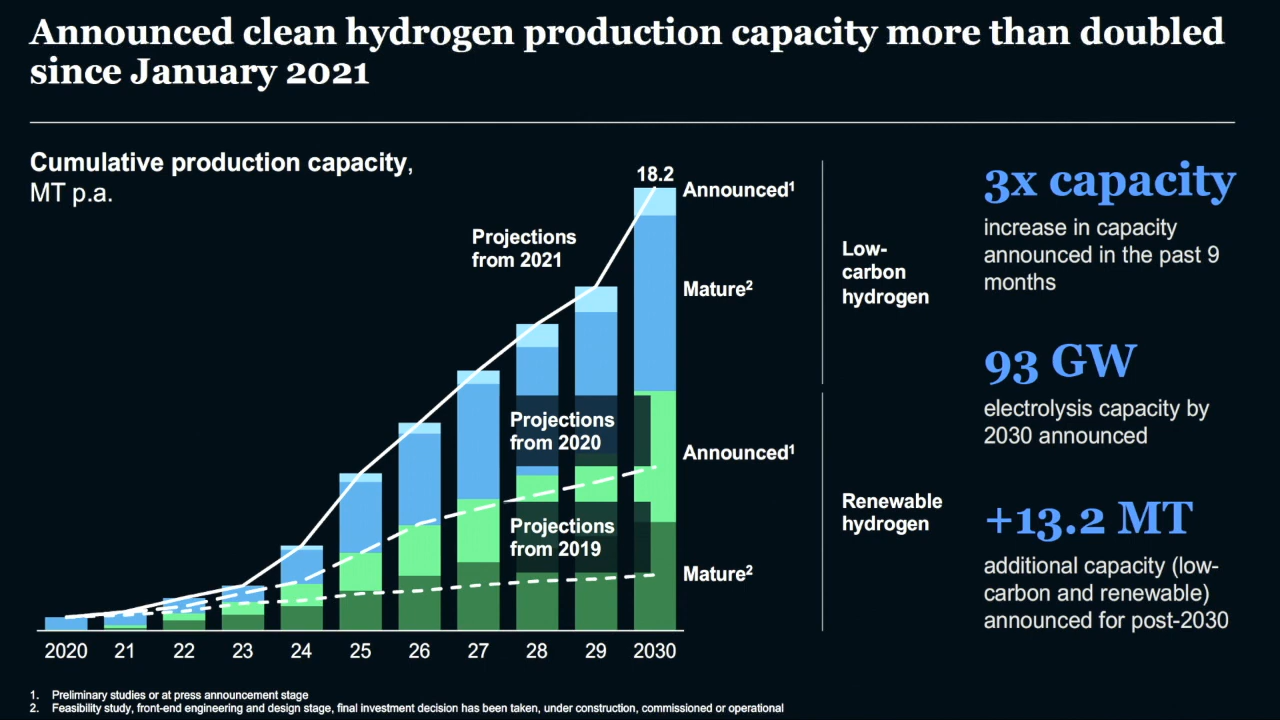 Announced clean hydrogen production capacity more than doubled
since January 2021
Cumulative production capacity,
MT p.a.
18.2
Announced¹
Projections
from 2021
Mature²
Projections
from 2020
Announced¹
Projections
from 2019
Mature²
2020 21 22 23 24 25 26 27 28 29 2030
Low-
carbon
hydrogen
Renewable
hydrogen
3x capacity
increase in capacity
announced in the past 9
months
93 GW
electrolysis capacity by
2030 announced
+13.2 MT
additional capacity (low-
carbon and renewable)
announced for post-2030
1. Preliminary studies or at press announcement stage
2. Feasibility study, front-end engineering and design stage, final investment decision has been taken, under construction, commissioned or operational